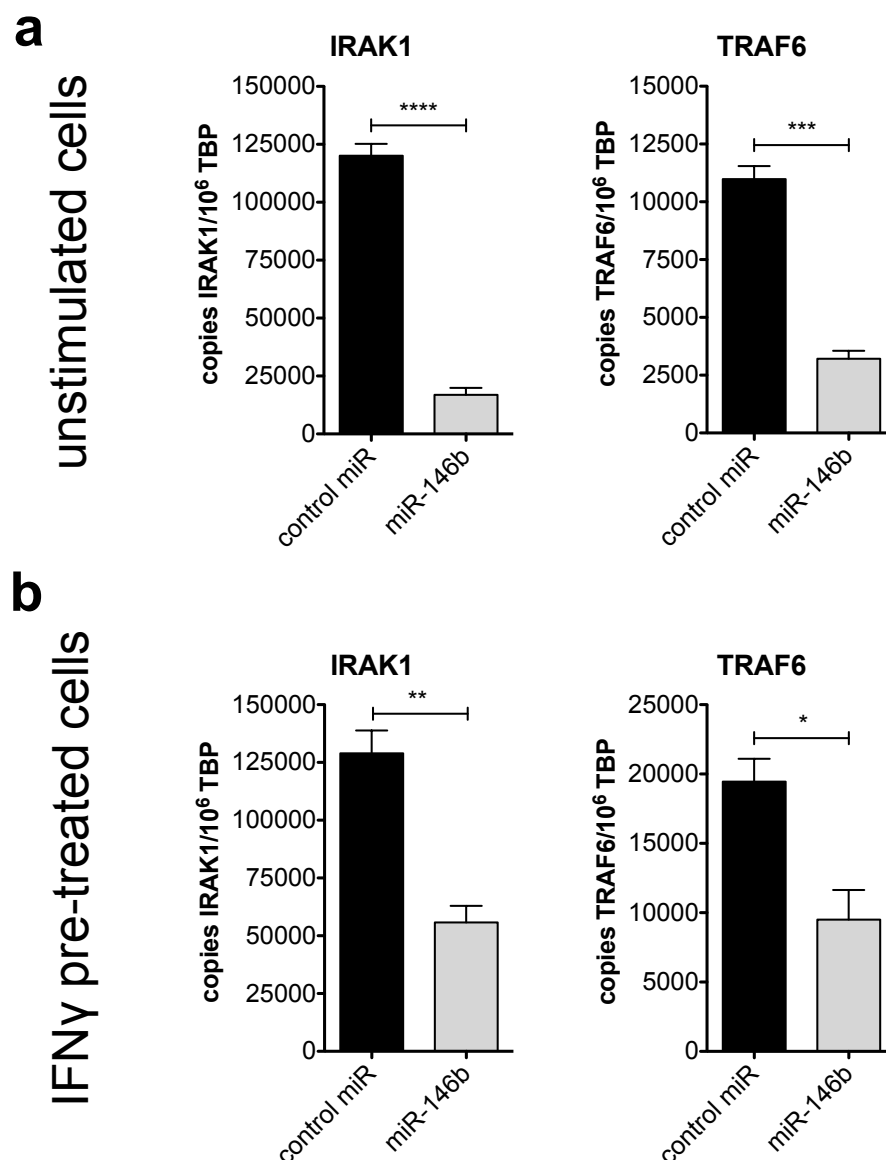 a
unstimulated cells
IRAK1
copies IRAK1/10⁶ TBP
150000
125000
100000
75000
50000
25000
0
****
control miR
miR-146b
TRAF6
copies TRAF6/10⁶ TBP
15000
12500
10000
7500
5000
2500
0
***
control miR
miR-146b
b
IFNγ pre-treated cells
IRAK1
copies IRAK1/10⁶ TBP
150000
125000
100000
75000
50000
25000
0
**
control miR
miR-146b
TRAF6
copies TRAF6/10⁶ TBP
25000
20000
15000
10000
5000
0
*
control miR
miR-146b